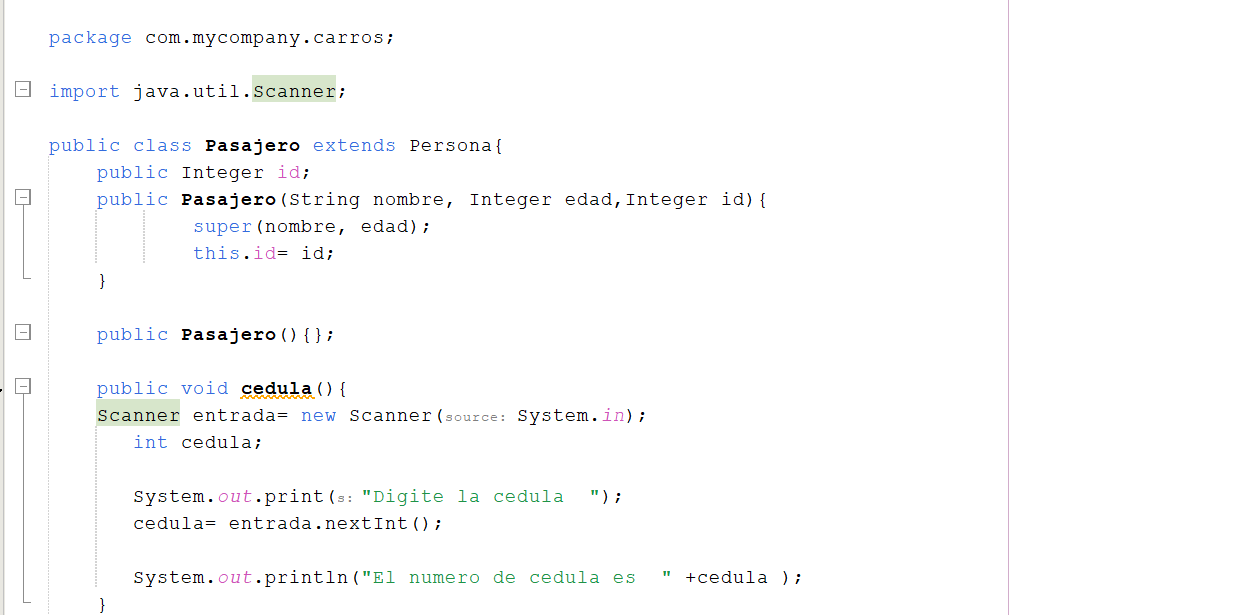 package com.mycompany.carros;
import java.util.Scanner;
public class Pasajero extends Persona{
public Integer id;
public Pasajero(String nombre, Integer edad,Integer id){
super(nombre, edad);
this.id= id;
}
public Pasajero(){};
public void cedula(){
Scanner entrada= new Scanner(source: System.in);
int cedula;
System.out.print(s: "Digite la cedula  ");
cedula= entrada.nextInt();
System.out.println("El numero de cedula es  " +cedula );
}